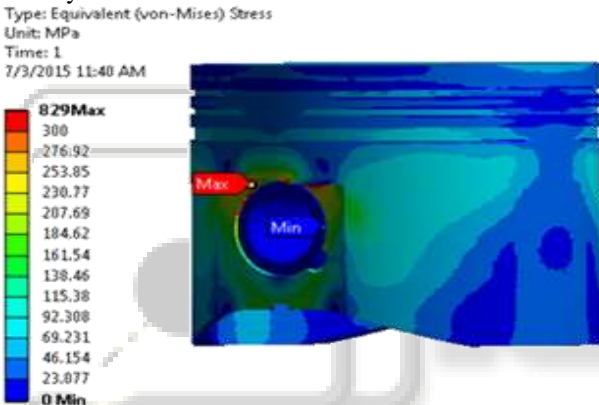 Type: Equivalent (von-Mises) Stress
Unit: MPa
Time: 1
7/3/2015 11:40 AM
829Max
300
276.92
253.85
230.77
207.69
184.62
161.54
138.46
115.38
92.308
69.231
46.154
23.077
0 Min
Max
Min